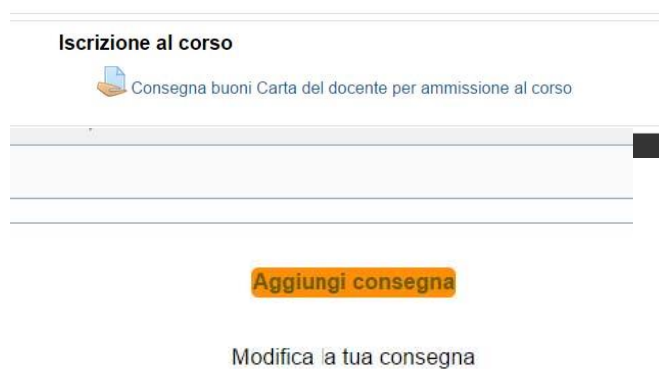 Iscrizione al corso
Consegna buoni Carta del docente per ammissione al corso
Aggiungi consegna
Modifica la tua consegna